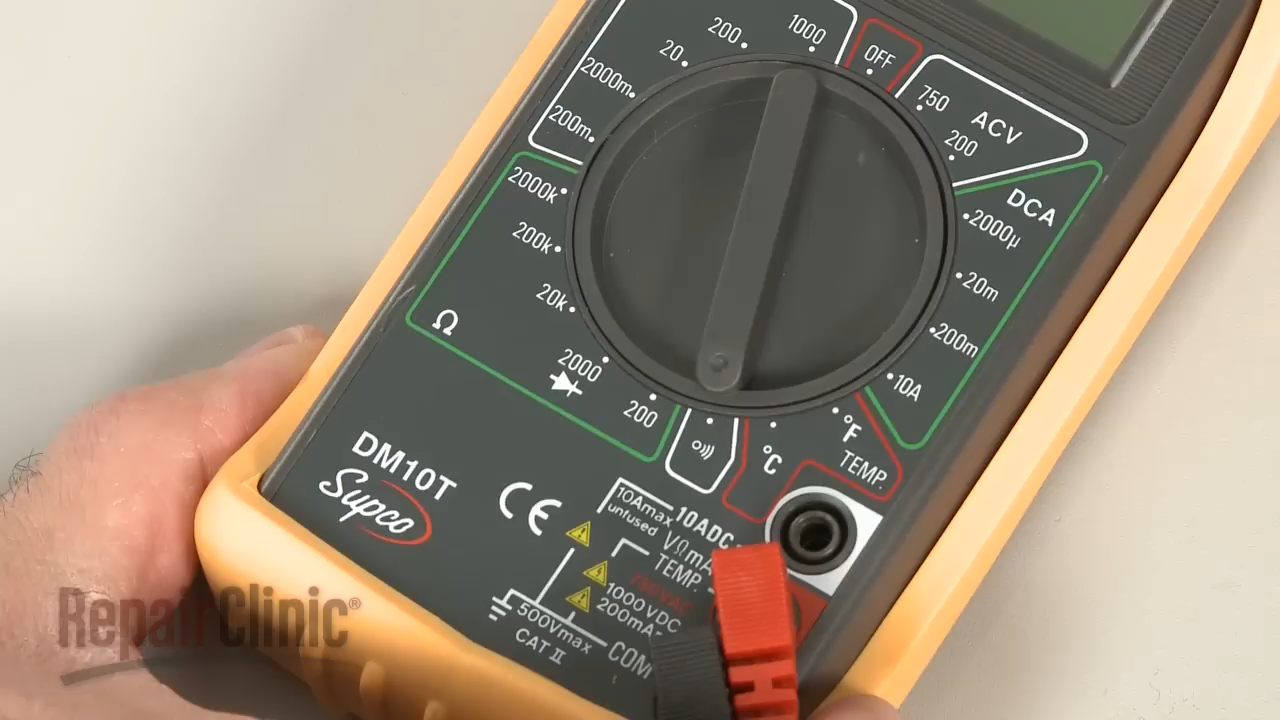 1000
200
20
2000m
200m
OFF
750
200
ACV
DCA
2000µ
20m
200m
10A
2000k
200k
20k
2000
200
Ω
°C
°F
TEMP.
DM10T
Supco
CE
10Amax
unfused
10ADC
VΩmA
TEMP.
750VAC
1000VDC
200mA
500Vmax
CAT II
COM
RepairClinic®